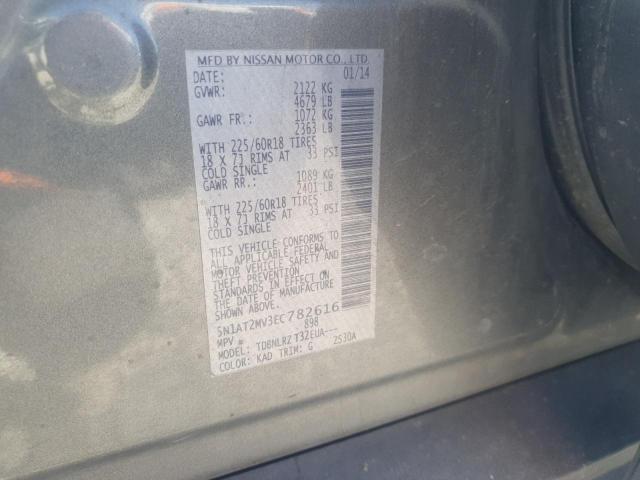 MFD BY NISSAN MOTOR CO., LTD.
DATE: 01/14
GVWR: 2122 KG
4679 LB
GAWR FR: 1072 KG
2363 LB
WITH 225/60R18 TIRES
18 X 7J RIMS AT 33 PSI
COLD SINGLE
GAWR RR: 1089 KG
2401 LB
WITH 225/60R18 TIRES
18 X 7J RIMS AT 33 PSI
COLD SINGLE
THIS VEHICLE CONFORMS TO
ALL APPLICABLE FEDERAL
MOTOR VEHICLE SAFETY AND
THEFT PREVENTION
STANDARDS IN EFFECT ON
THE DATE OF MANUFACTURE
SHOWN ABOVE.
5N1AT2MV3EC782616
MPV * 898
MODEL: TDBNLRZ T32EUA---
COLOR: KAD TRIM: G 2530A